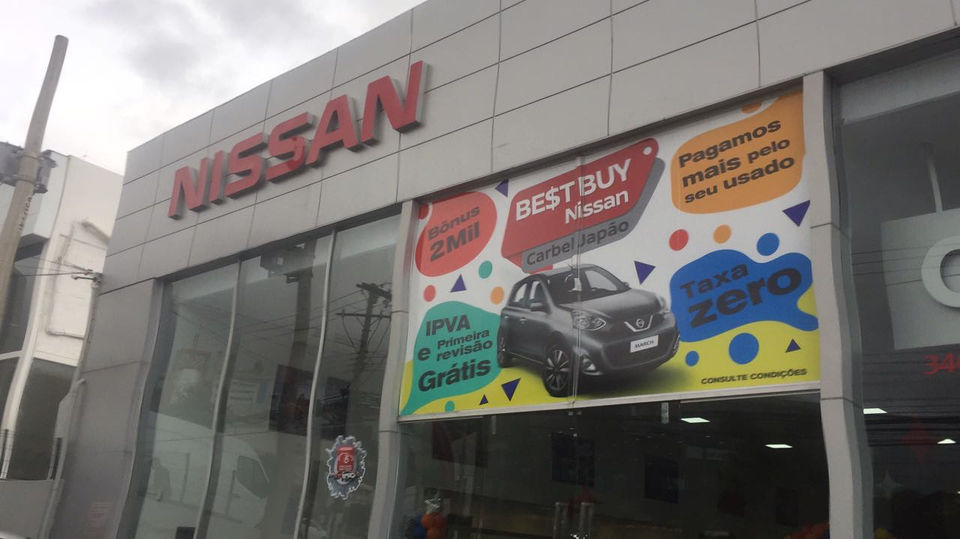 NISSAN
Bônus
2Mil
BE$T BUY
Nissan
Carbel Japão
Pagamos
mais pelo
seu usado
Taxa
zero
IPVA
e Primeira
revisão
Grátis
MARCH
CONSULTE CONDIÇÕES